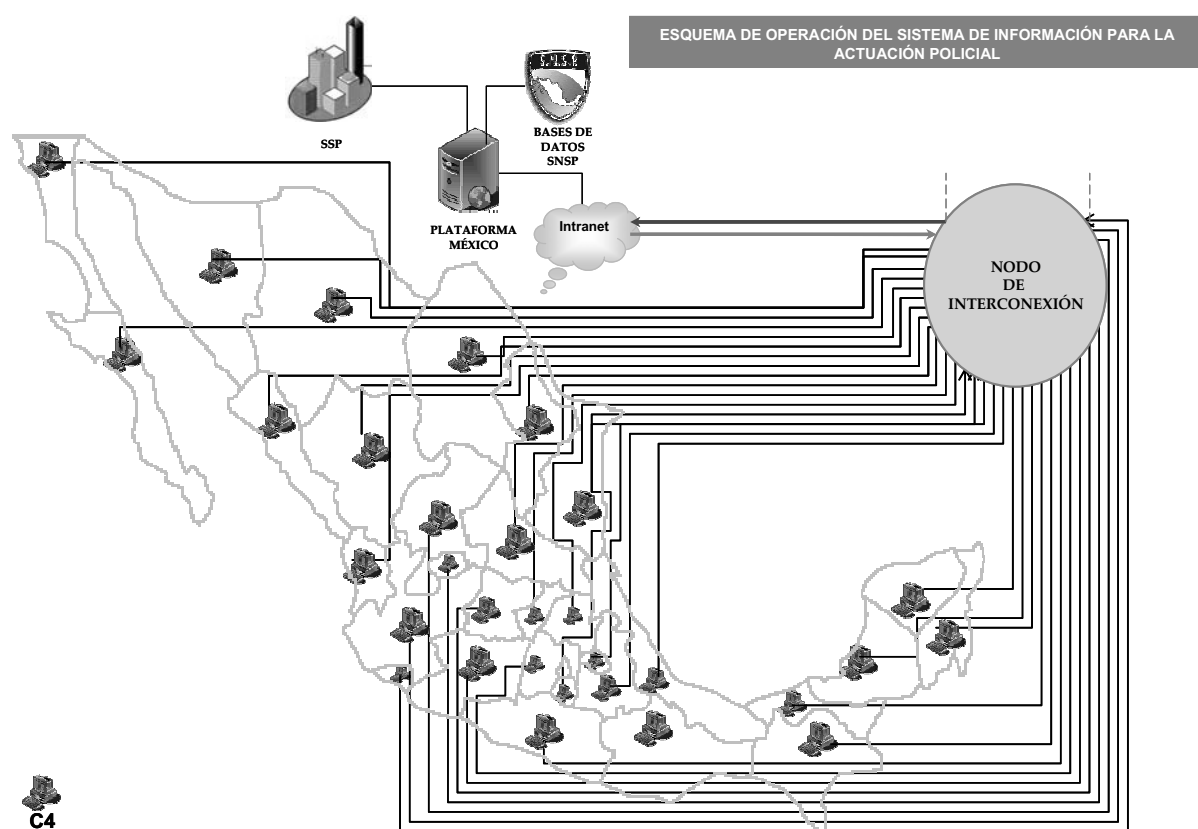 ESQUEMA DE OPERACIÓN DEL SISTEMA DE INFORMACIÓN PARA LA
ACTUACIÓN POLICIAL
S.N.S.P.
SSP
BASES DE
DATOS
SNSP
PLATAFORMA
MÉXICO
Intranet
NODO
DE
INTERCONEXIÓN
C4